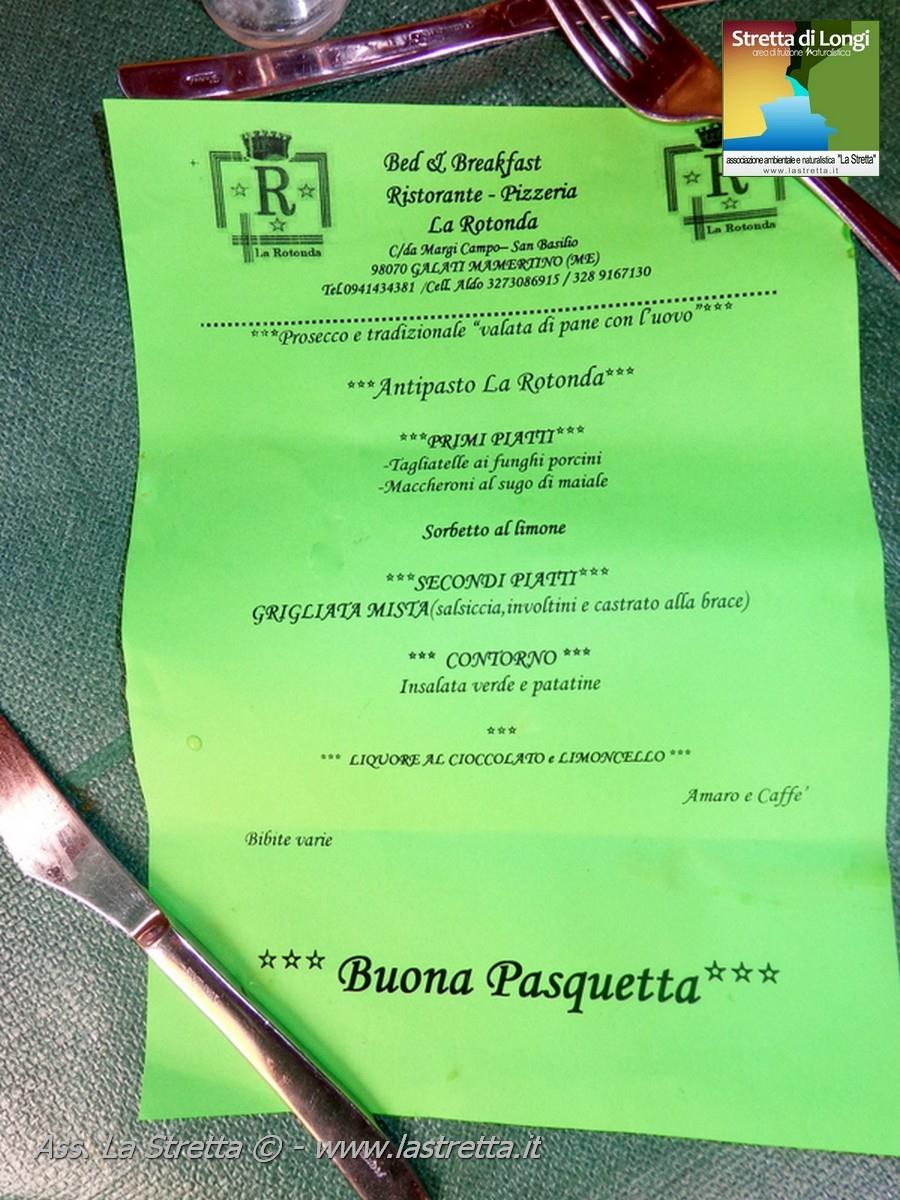 Stretta di Longi
area di fruizione naturalistica
associazione ambientale e naturalistica "La Stretta"
www.lastretta.it
R
La Rotonda
R
La Rotonda
Bed & Breakfast
Ristorante - Pizzeria
La Rotonda
C/da Margi Campo– San Basilio
98070 GALATI MAMERTINO (ME)
Tel.0941434381 /Cell. Aldo 3273086915 / 328 9167130
***Prosecco e tradizionale “valata di pane con l’uovo”***
***Antipasto La Rotonda***
***PRIMI PIATTI***
-Tagliatelle ai funghi porcini
-Maccheroni al sugo di maiale
Sorbetto al limone
***SECONDI PIATTI***
GRIGLIATA MISTA(salsiccia,involtini e castrato alla brace)
*** CONTORNO ***
Insalata verde e patatine
***
*** LIQUORE AL CIOCCOLATO e LIMONCELLO ***
Amaro e Caffe’
Bibite varie
*** Buona Pasquetta***
Ass. La Stretta © - www.lastretta.it